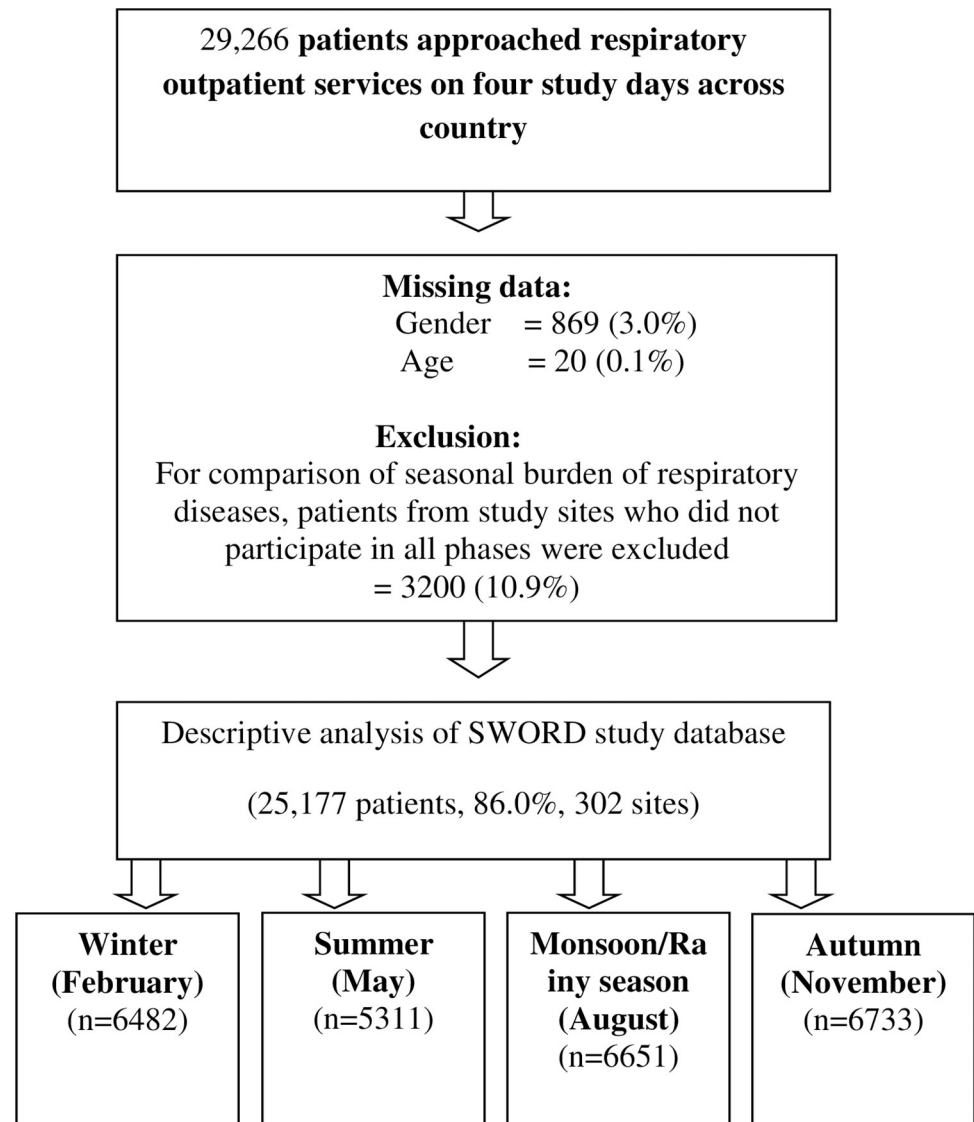 29,266 patients approached respiratory
outpatient services on four study days across
country
Missing data:
Gender = 869 (3.0%)
Age = 20 (0.1%)
Exclusion:
For comparison of seasonal burden of respiratory
diseases, patients from study sites who did not
participate in all phases were excluded
= 3200 (10.9%)
Descriptive analysis of SWORD study database
(25,177 patients, 86.0%, 302 sites)
Winter
(February)
(n=6482)
Summer
(May)
(n=5311)
Monsoon/Ra
iny season
(August)
(n=6651)
Autumn
(November)
(n=6733)